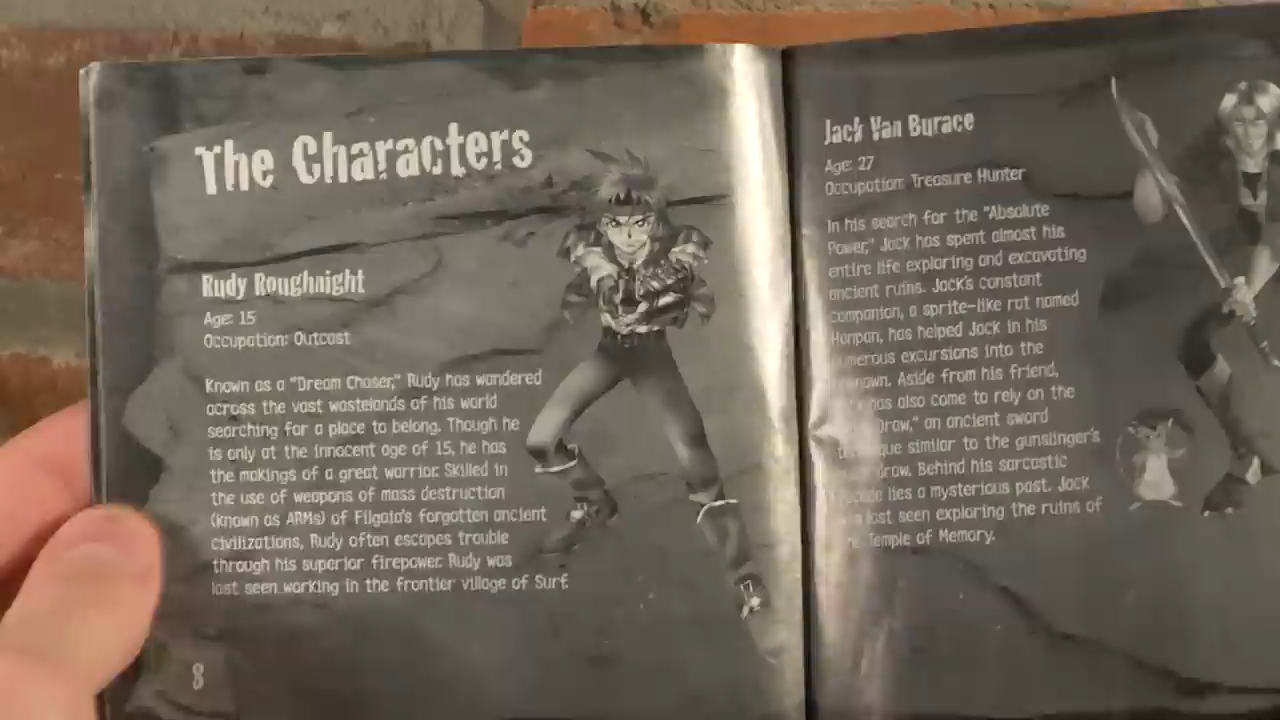 The Characters
Rudy Roughnight
Age: 15
Occupation: Outcast
Known as a "Dream Chaser," Rudy has wandered
across the vast wastelands of his world
searching for a place to belong. Though he
is only at the innocent age of 15, he has
the makings of a great warrior. Skilled in
the use of weapons of mass destruction
(known as ARMs) of Filgaia's forgotten ancient
civilizations, Rudy often escapes trouble
through his superior firepower. Rudy was
last seen working in the frontier village of Surf.
8
Jack Van Burace
Age: 27
Occupation: Treasure Hunter
In his search for the "Absolute
Power," Jack has spent almost his
entire life exploring and excavating
ancient ruins. Jack's constant
companion, a sprite-like rat named
Hanpan, has helped Jack in his
numerous excursions into the
Aside from his friend,
has also come to rely on the
Draw," an ancient sword
similar to the gunslinger's
draw. Behind his sarcastic
lies a mysterious past. Jack
last seen exploring the ruins of
Temple of Memory.